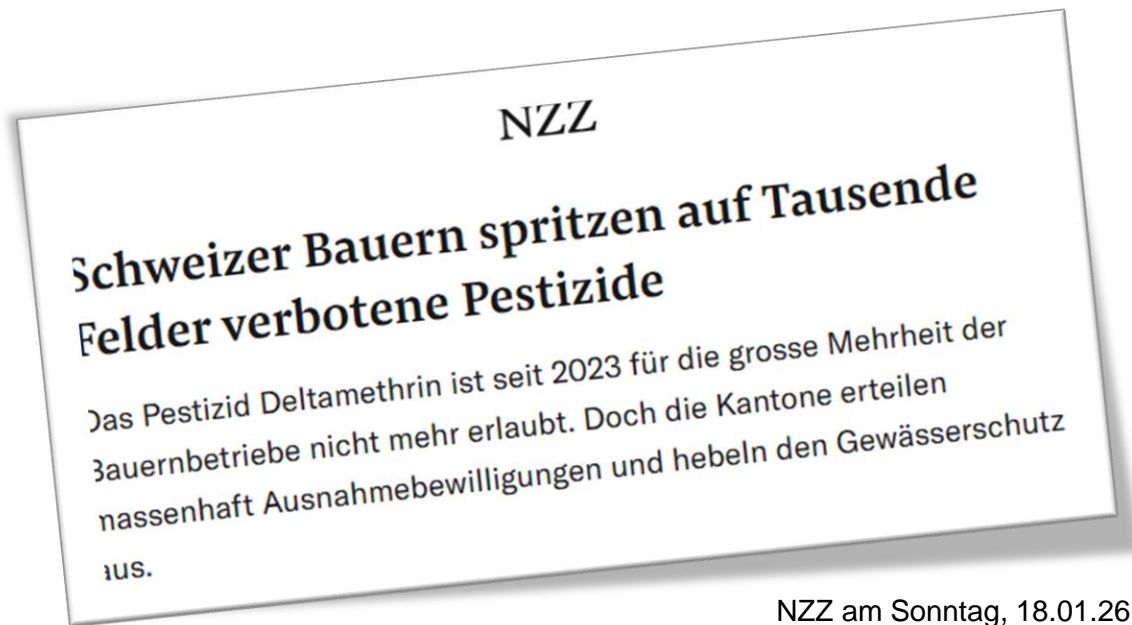 NZZ
Schweizer Bauern spritzen auf Tausende
Felder verbotene Pestizide
Das Pestizid Deltamethrin ist seit 2023 für die grosse Mehrheit der
Bauernbetriebe nicht mehr erlaubt. Doch die Kantone erteilen
massenhaft Ausnahmebewilligungen und hebeln den Gewässerschutz
aus.
NZZ am Sonntag, 18.01.26